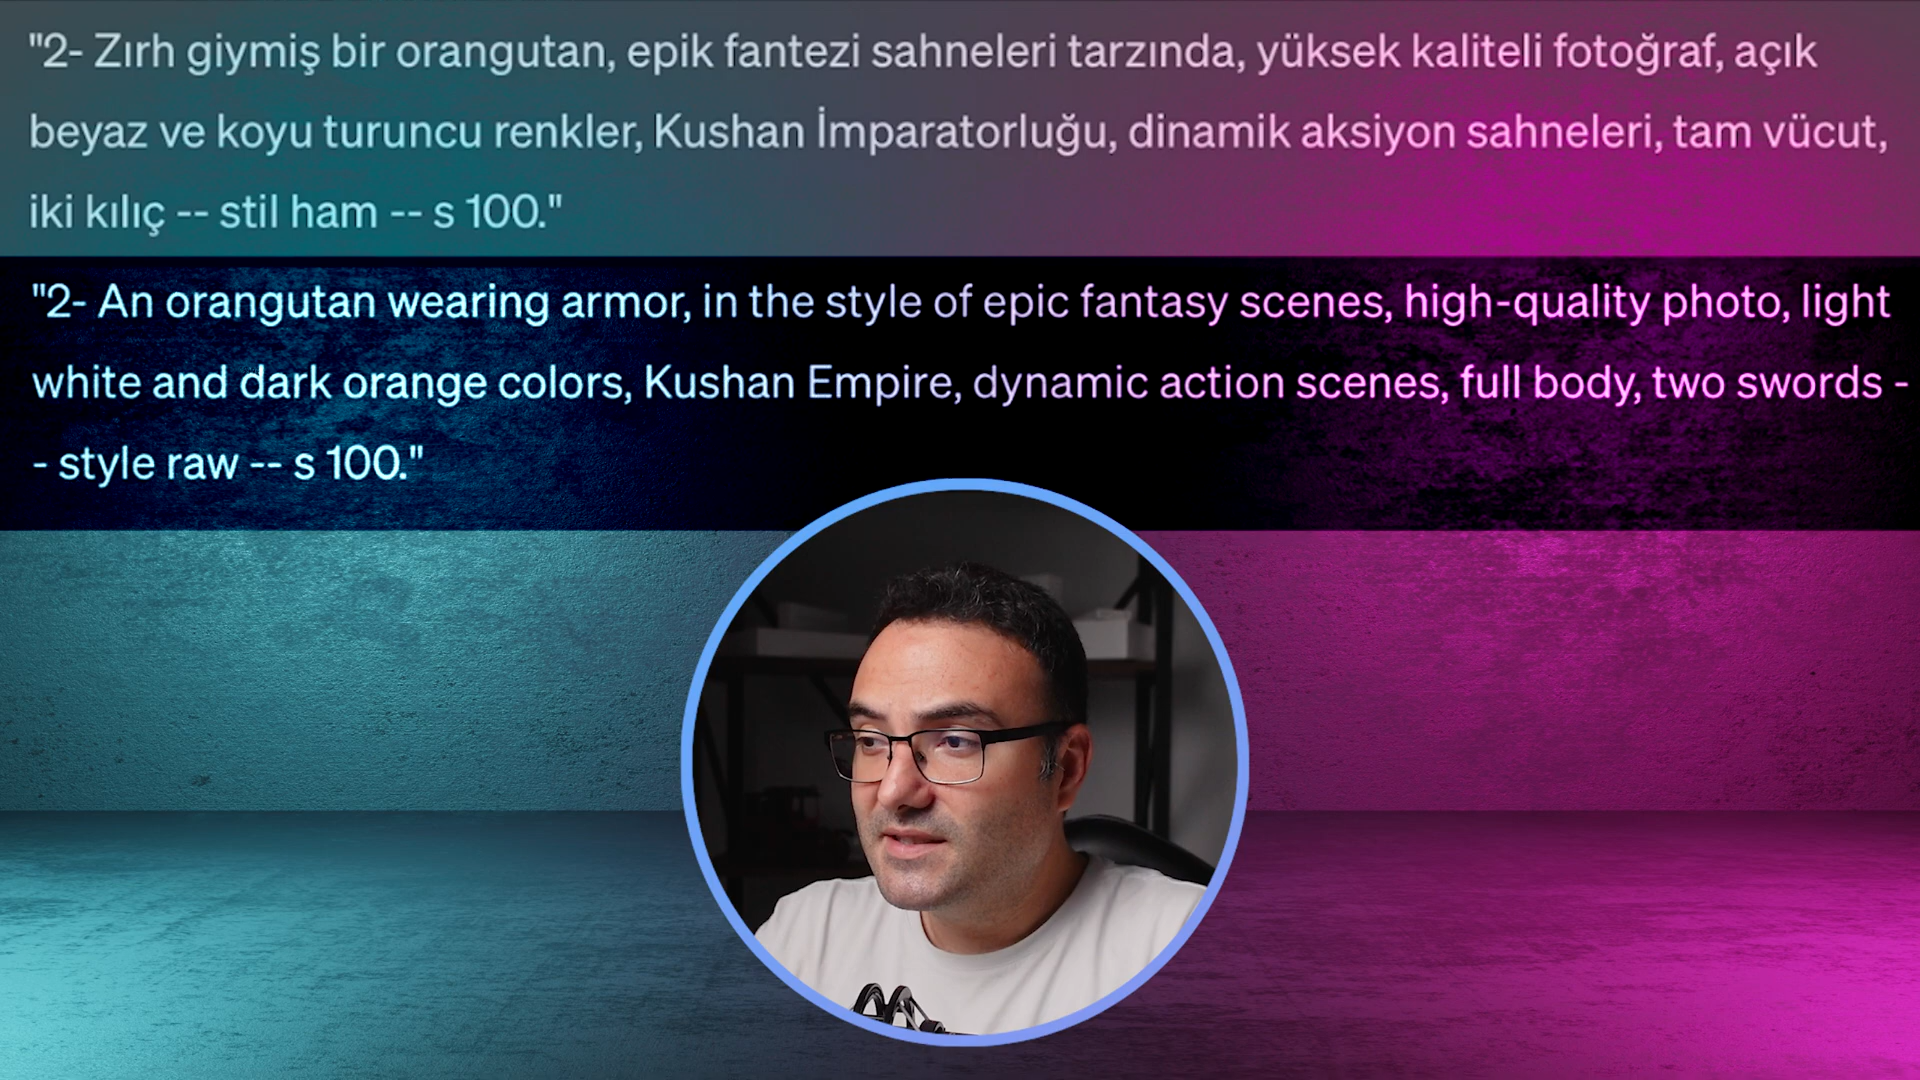 "2- Zırh giymiş bir orangutan, epik fantezi sahneleri tarzında, yüksek kaliteli fotoğraf, açık
beyaz ve koyu turuncu renkler, Kushan İmparatorluğu, dinamik aksiyon sahneleri, tam vücut,
iki kılıç -- stil ham -- s 100."
"2- An orangutan wearing armor, in the style of epic fantasy scenes, high-quality photo, light
white and dark orange colors, Kushan Empire, dynamic action scenes, full body, two swords -
- style raw -- s 100."